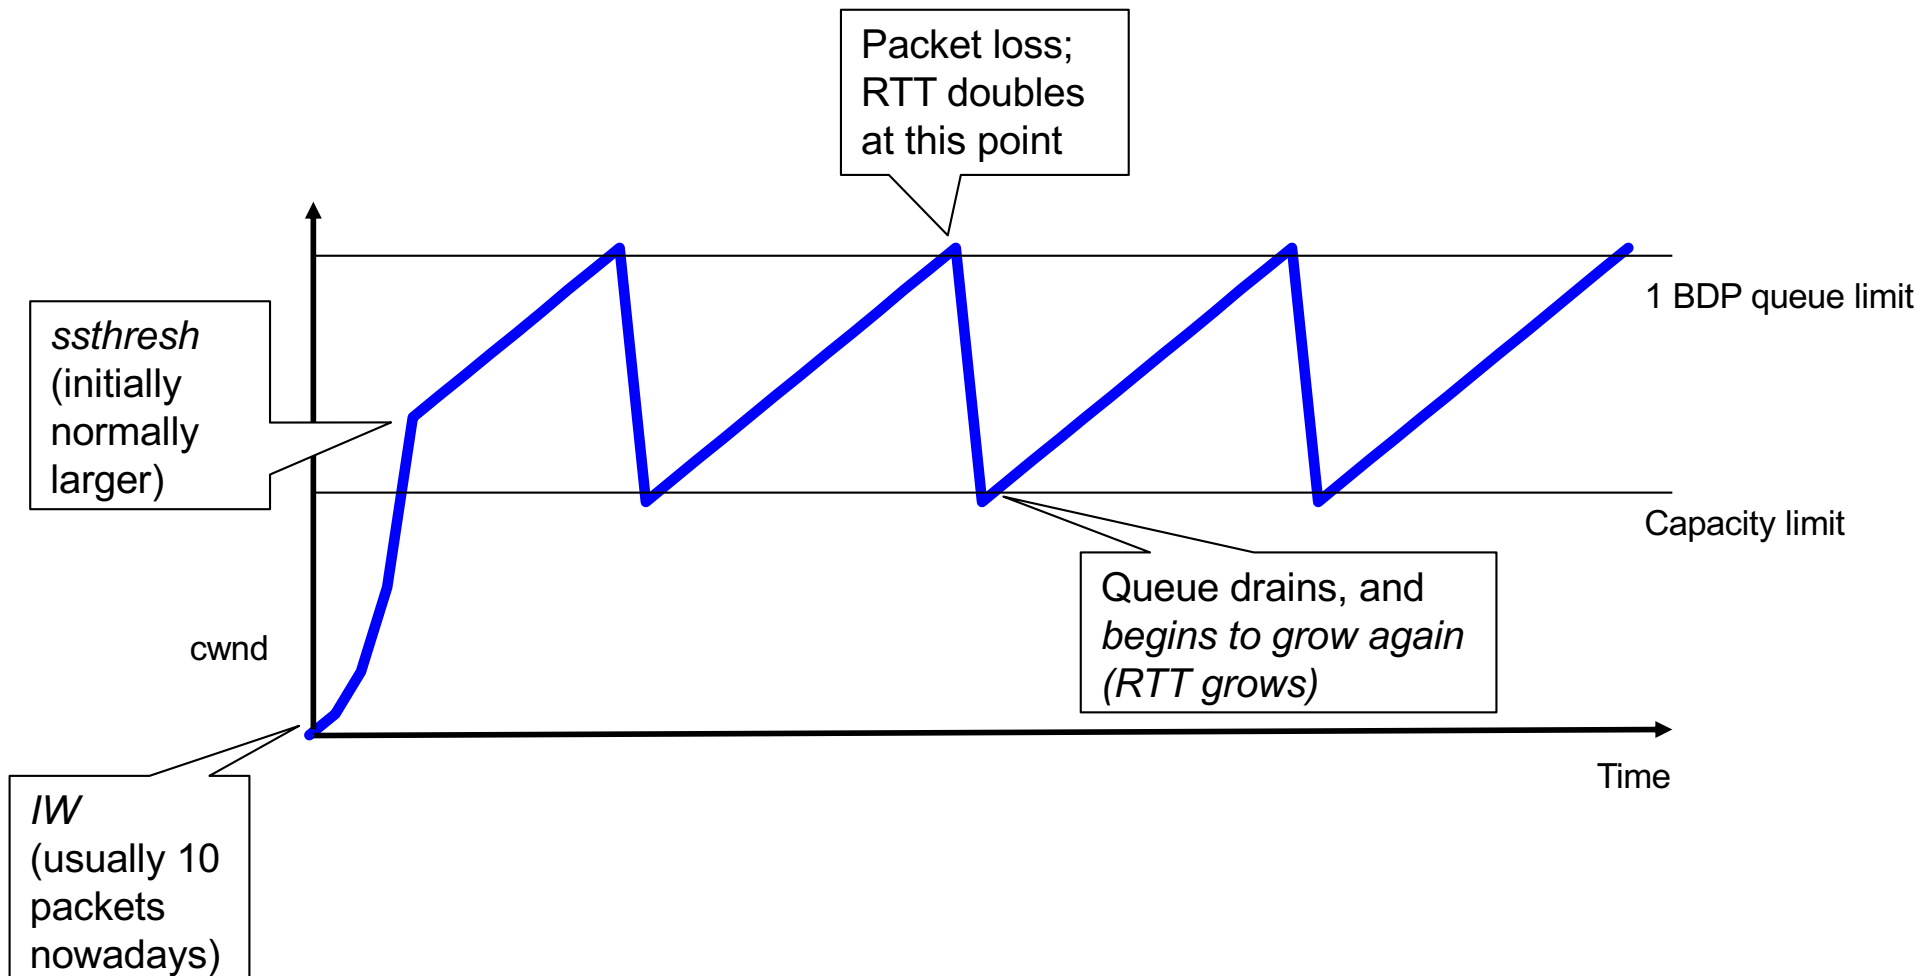 Packet loss;
RTT doubles
at this point
1 BDP queue limit
ssthresh
(initially
normally
larger)
Capacity limit
Queue drains, and
begins to grow again
(RTT grows)
cwnd
Time
IW
(usually 10
packets
nowadays)